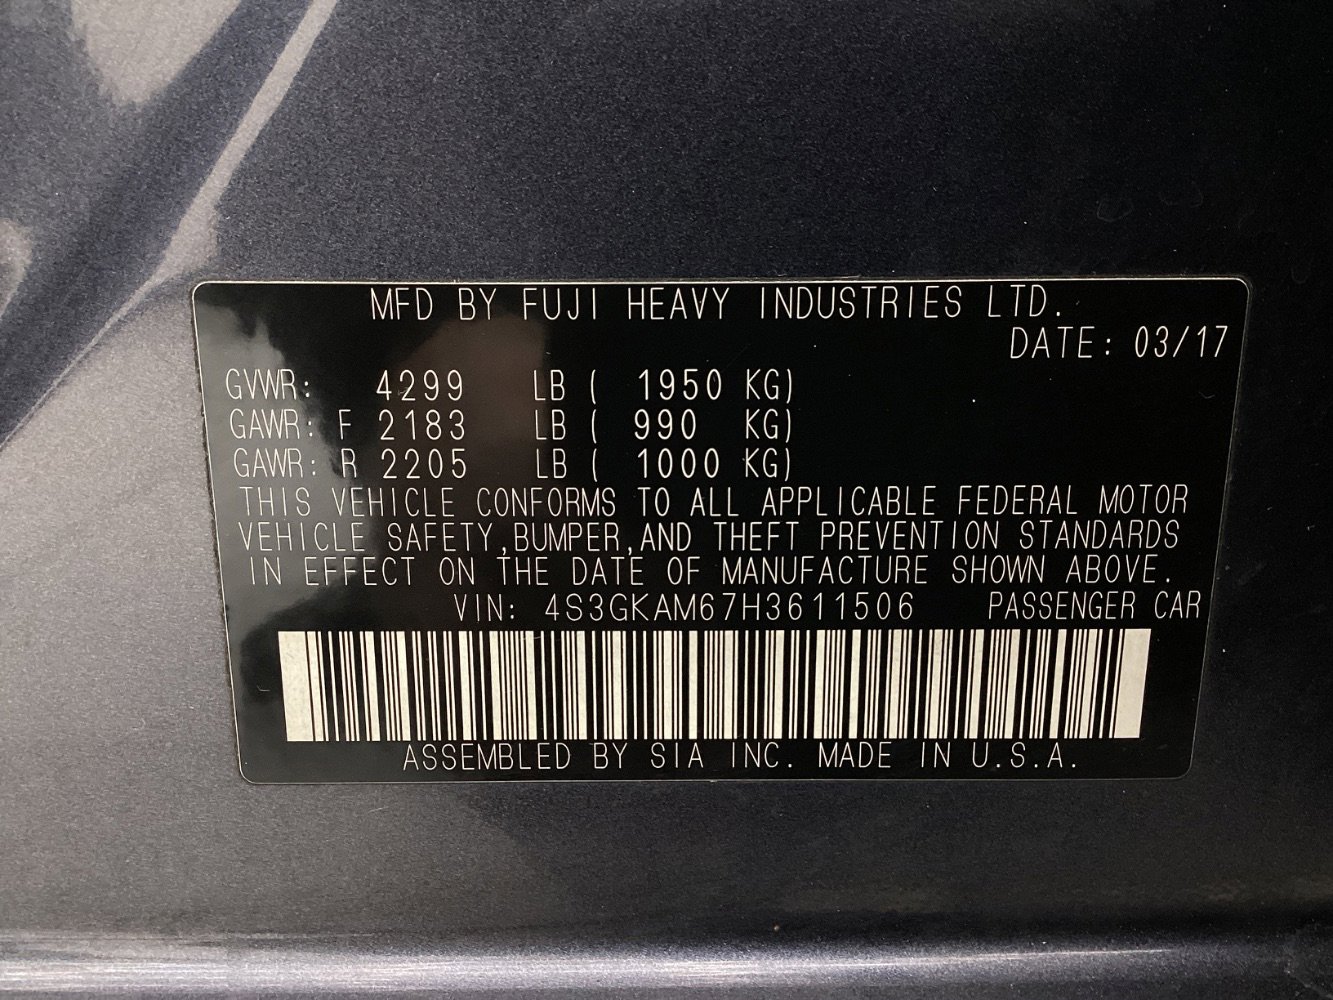 MFD BY FUJI HEAVY INDUSTRIES LTD.
DATE: 03/17
GVWR: 4299 LB ( 1950 KG)
GAWR: F 2183 LB ( 990 KG)
GAWR: R 2205 LB ( 1000 KG)
THIS VEHICLE CONFORMS TO ALL APPLICABLE FEDERAL MOTOR
VEHICLE SAFETY,BUMPER,AND THEFT PREVENTION STANDARDS
IN EFFECT ON THE DATE OF MANUFACTURE SHOWN ABOVE.
VIN: 4S3GKAM67H3611506 PASSENGER CAR
ASSEMBLED BY SIA INC. MADE IN U.S.A.